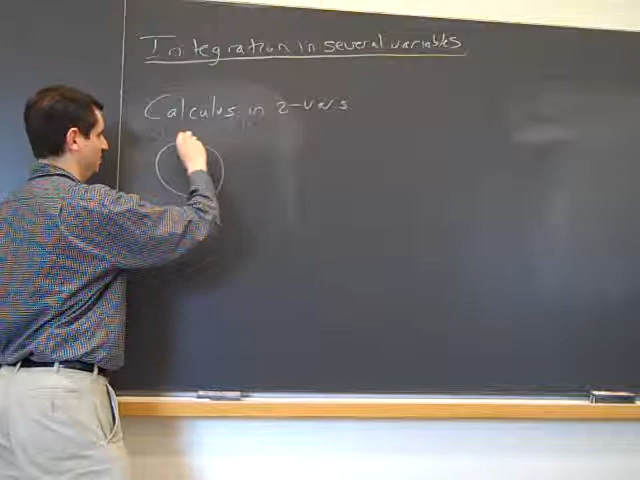 Integration in several variables
Calculus in 2-vars